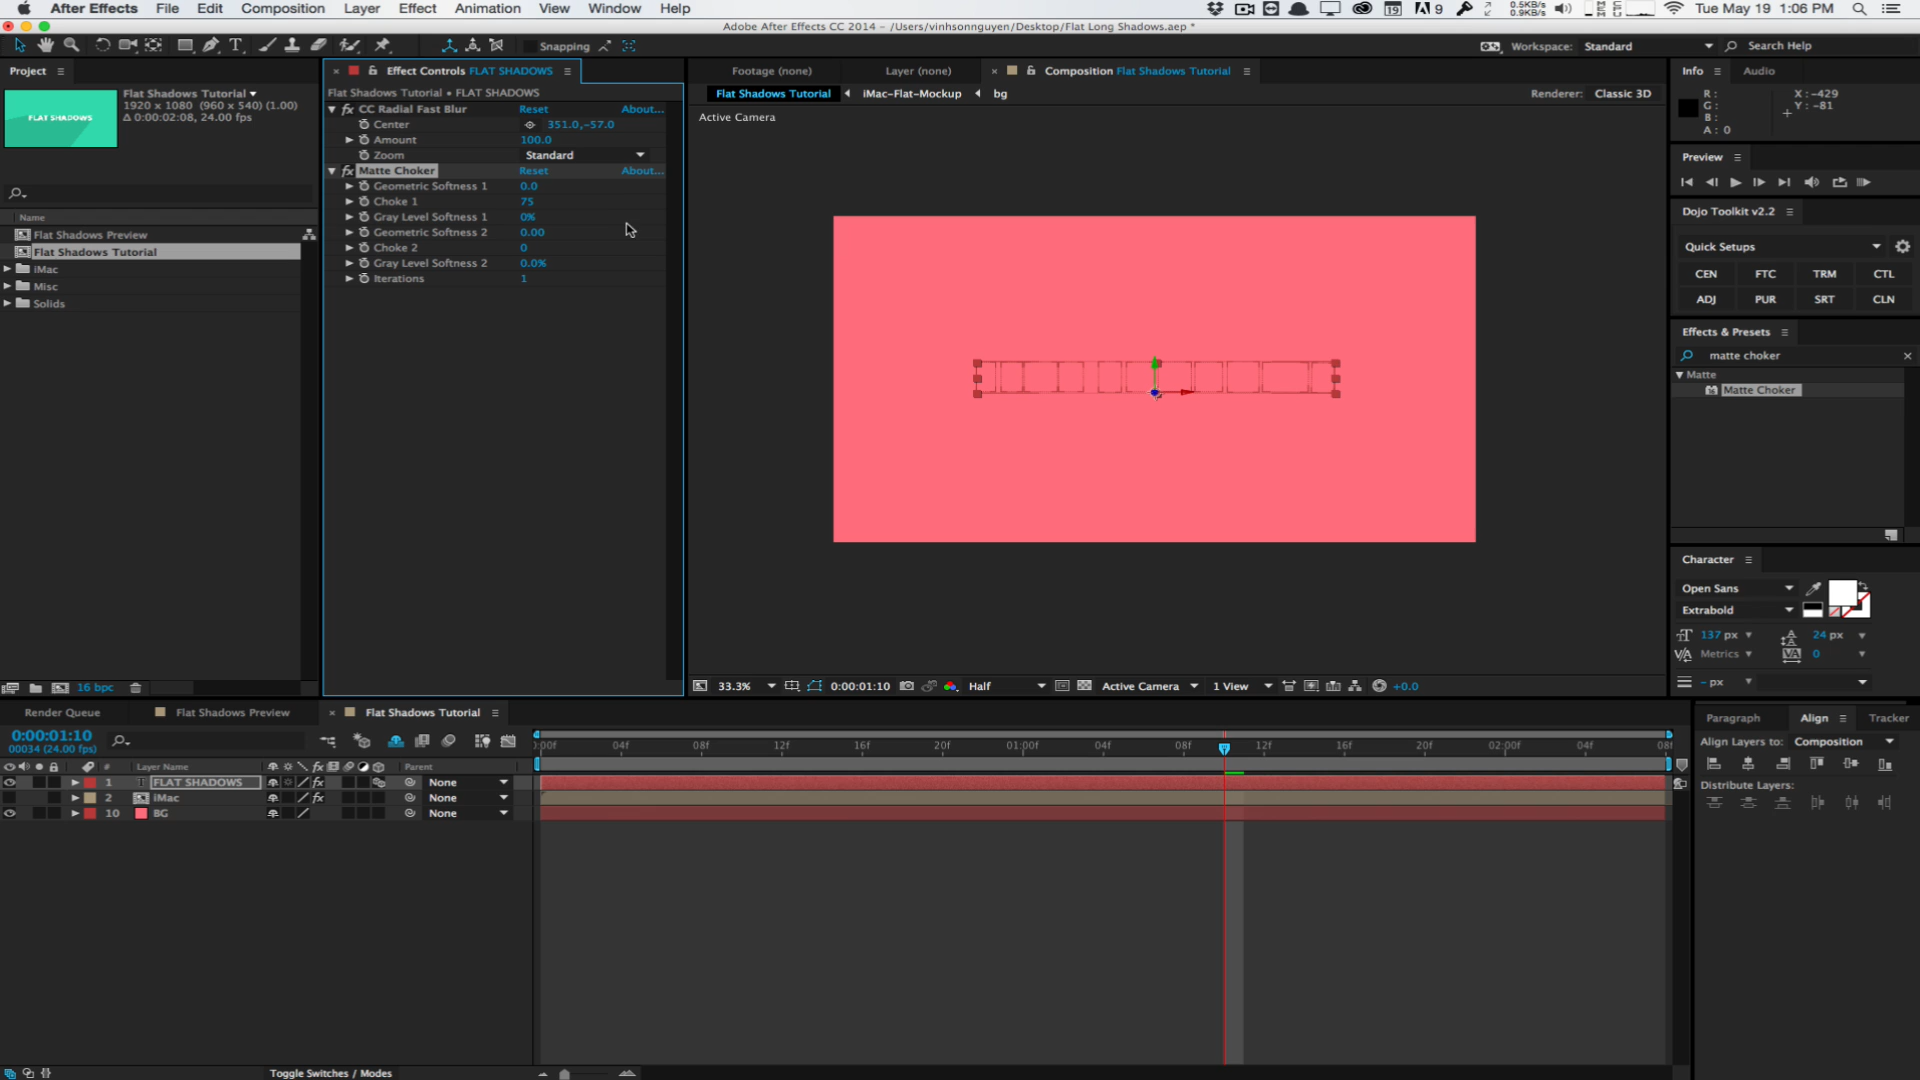 After Effects File Edit Composition Layer Effect Animation View Window Help
9 0.5KB/s 0.9KB/s Tue May 19 1:06 PM
Adobe After Effects CC 2014 - /Users/vinhsonnguyen/Desktop/Flat Long Shadows.aep *
Snapping Workspace: Standard Search Help
Project
Flat Shadows Tutorial
1920 x 1080 (960 x 540) (1.00)
Δ 0:00:02:08, 24.00 fps)
FLAT SHADOWS
Name
Flat Shadows Preview
Flat Shadows Tutorial
iMac
Misc
Solids
16 bpc
Effect Controls FLAT SHADOWS
Flat Shadows Tutorial • FLAT SHADOWS
fx CC Radial Fast Blur Reset About...
Center 351.0,-57.0
Amount 100.0
Zoom Standard
fx Matte Choker Reset About...
Geometric Softness 1 0.0
Choke 1 75
Gray Level Softness 1 0%
Geometric Softness 2 0.00
Choke 2 0
Gray Level Softness 2 0.0%
Iterations 1
Footage (none) Layer (none) Composition Flat Shadows Tutorial
Flat Shadows Tutorial iMac-Flat-Mockup bg Renderer: Classic 3D
Active Camera
33.3% 0:00:01:10 Half Active Camera 1 View +0.0
Info Audio
R: X : -429
G: Y : -81
B:
A : 0
Preview
Dojo Toolkit v2.2
Quick Setups
CEN FTC TRM CTL
ADJ PUR SRT CLN
Effects & Presets
matte choker
Matte
Matte Choker
Character
Open Sans
Extrabold
137 px 24 px
Metrics 0
- px
Render Queue Flat Shadows Preview Flat Shadows Tutorial
0:00:01:10
00034 (24.00 fps)
):00f 04f 08f 12f 16f 20f 01:00f 04f 08f 12f 16f 20f 02:00f 04f 08f
# Layer Name fx Parent
1 T FLAT SHADOWS fx None
2 iMac fx None
10 BG None
Toggle Switches / Modes
Paragraph Align Tracker
Align Layers to: Composition
Distribute Layers: